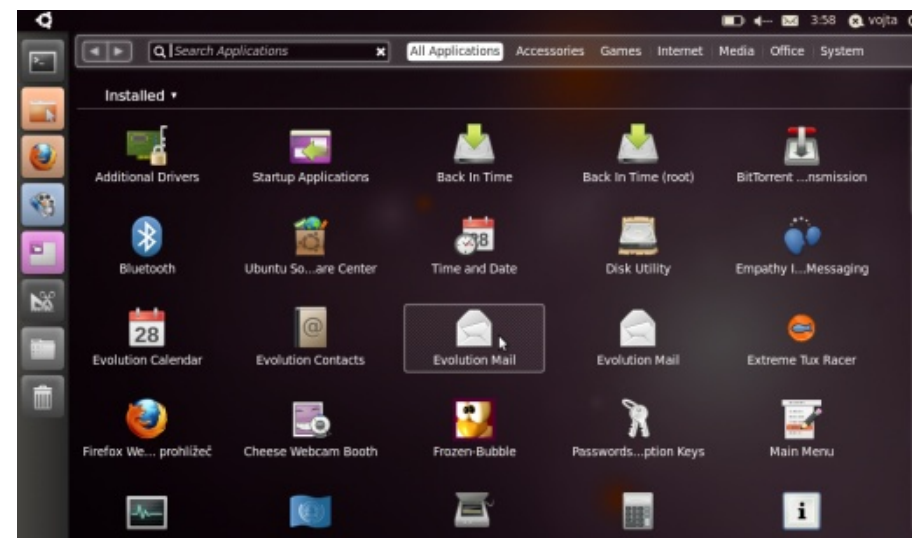 3:58 vojta
Search Applications All Applications Accessories Games Internet Media Office System
Installed
Additional Drivers Startup Applications Back In Time Back In Time (root) BitTorrent ...nsmission
38
Bluetooth Ubuntu So...are Center Time and Date Disk Utility Empathy I...Messaging
28 @
Evolution Calendar Evolution Contacts Evolution Mail Evolution Mail Extreme Tux Racer
Firefox We... prohlížeč Cheese Webcam Booth Frozen-Bubble Passwords...ption Keys Main Menu
i